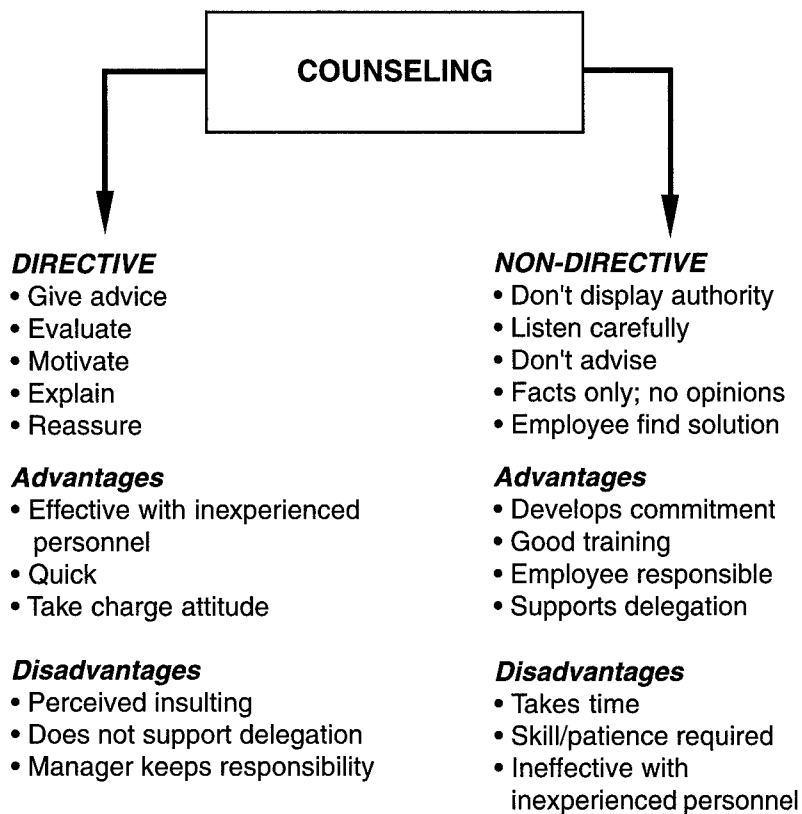 COUNSELING
DIRECTIVE
• Give advice
• Evaluate
• Motivate
• Explain
• Reassure
Advantages
• Effective with inexperienced
personnel
• Quick
• Take charge attitude
Disadvantages
• Perceived insulting
• Does not support delegation
• Manager keeps responsibility
NON-DIRECTIVE
• Don't display authority
• Listen carefully
• Don't advise
• Facts only; no opinions
• Employee find solution
Advantages
• Develops commitment
• Good training
• Employee responsible
• Supports delegation
Disadvantages
• Takes time
• Skill/patience required
• Ineffective with
inexperienced personnel